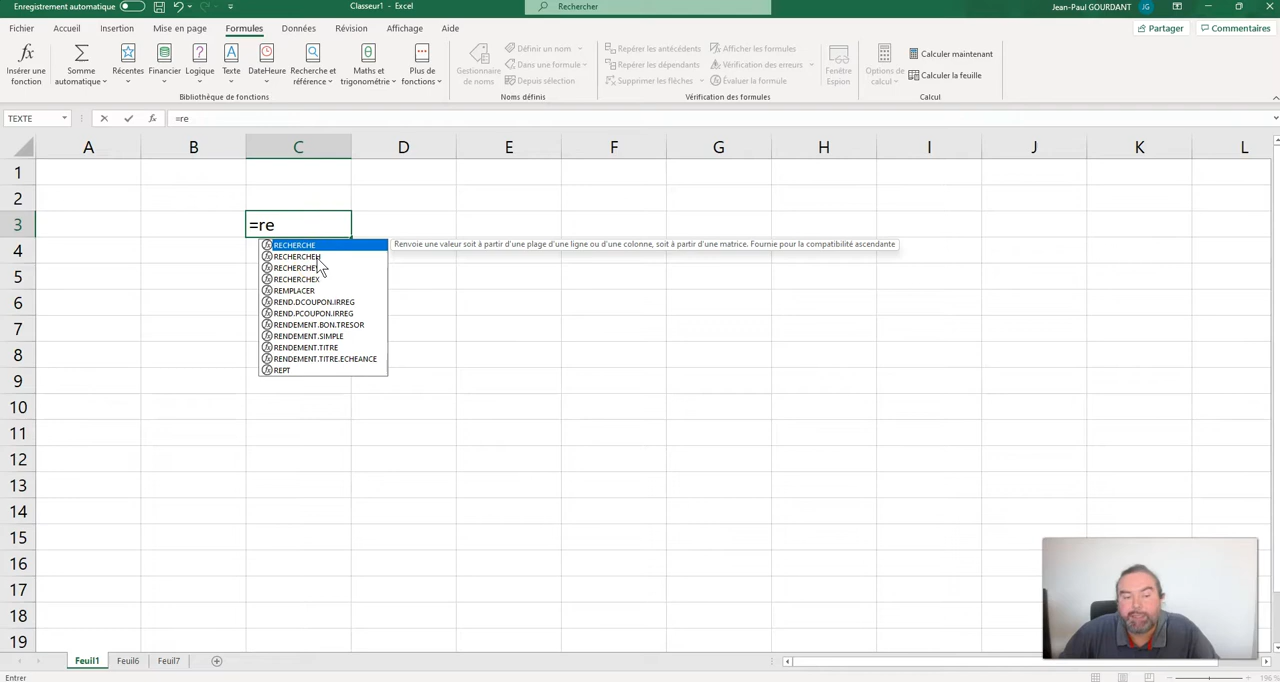 Enregistrement automatique
Classeur1 - Excel
Rechercher
Jean-Paul GOURDANT
JG
Fichier Accueil Insertion Mise en page Formules Données Révision Affichage Aide
Partager Commentaires
Insérer une fonction
Somme automatique
Récentes
Financier
Logique
Texte
DateHeure
Recherche et référence
Maths et trigonométrie
Plus de fonctions
Bibliothèque de fonctions
Gestionnaire de noms
Définir un nom
Dans une formule
Depuis sélection
Noms définis
Repérer les antécédents
Repérer les dépendants
Supprimer les flèches
Afficher les formules
Vérification des erreurs
Évaluer la formule
Vérification des formules
Fenêtre Espion
Options de calcul
Calculer maintenant
Calculer la feuille
Calcul
TEXTE fx =re
A B C D E F G H I J K L
1
2
3 =re
RECHERCHE Renvoie une valeur soit à partir d'une plage d'une ligne ou d'une colonne, soit à partir d'une matrice. Fournie pour la compatibilité ascendante
4
RECHERCHEH
RECHERCHEV
5
RECHERCHEX
REMPLACER
6
REND.DCOUPON.IRREG
REND.PCOUPON.IRREG
7
RENDEMENT.BON.TRESOR
RENDEMENT.SIMPLE
8
RENDEMENT.TITRE
RENDEMENT.TITRE.ECHEANCE
9
REPT
10
11
12
13
14
15
16
17
18
19
Feuil1 Feuil6 Feuil7
Entrer
196 %